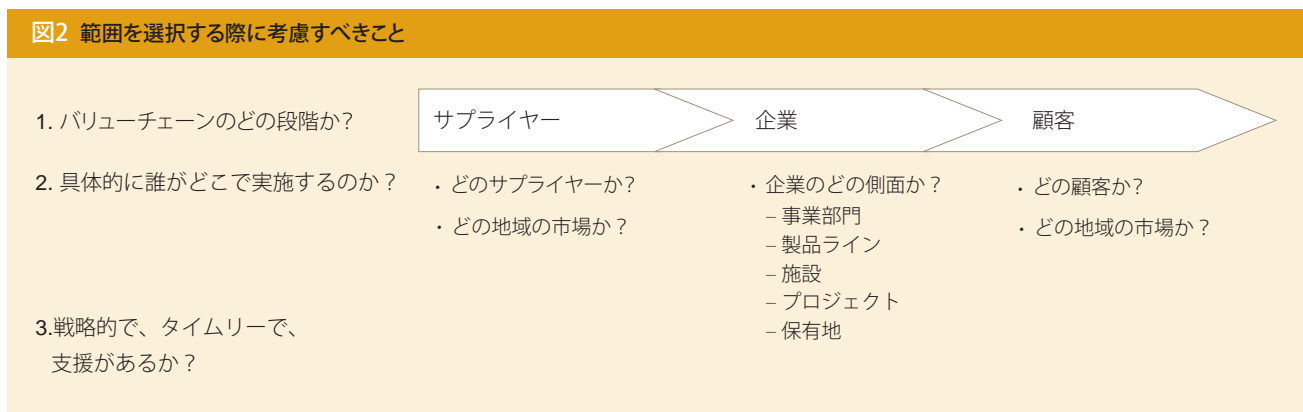 図2 範囲を選択する際に考慮すべきこと
1. バリューチェーンのどの段階か?
サプライヤー
企業
顧客
2. 具体的に誰がどこで実施するのか？
・どのサプライヤーか?
・どの地域の市場か？
・企業のどの側面か？
– 事業部門
– 製品ライン
– 施設
– プロジェクト
– 保有地
・どの顧客か?
・どの地域の市場か？
3.戦略的で、タイムリーで、
支援があるか？